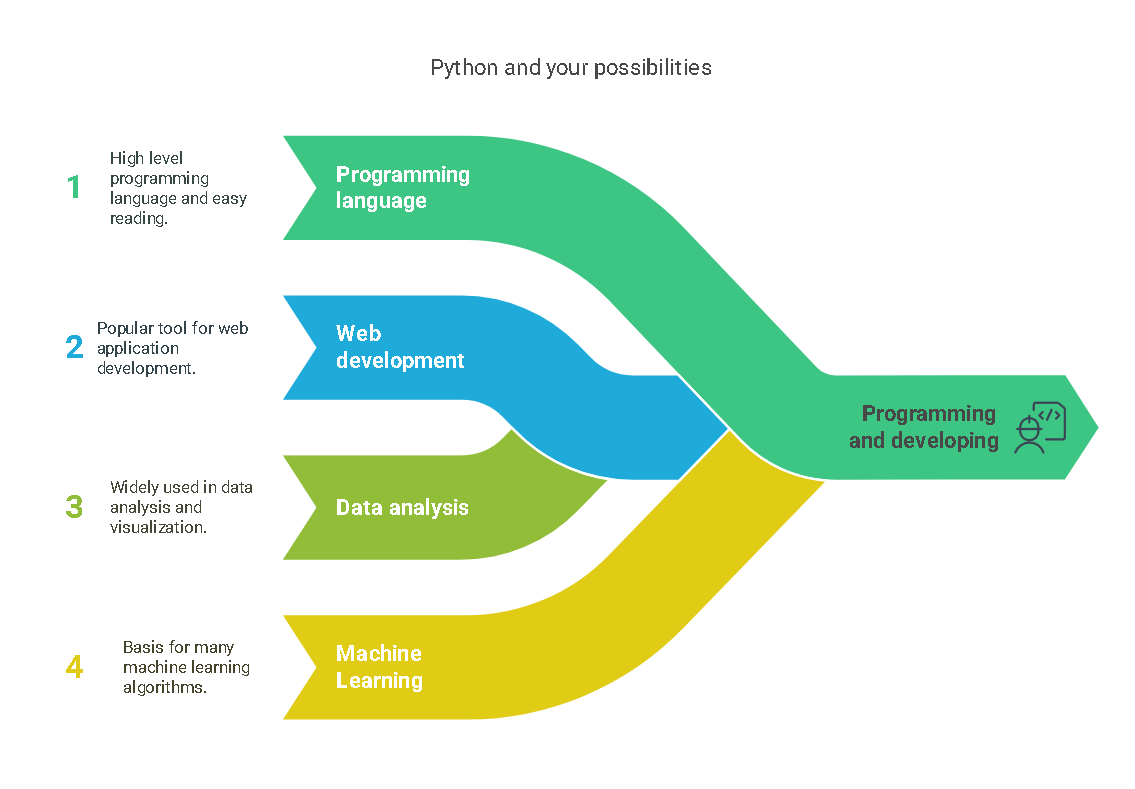 Python and your possibilities
1
High level
programming
language and easy
reading.
Programming
language
2
Popular tool for web
application
development.
Web
development
3
Widely used in data
analysis and
visualization.
Data analysis
4
Basis for many
machine learning
algorithms.
Machine
Learning
Programming
and developing